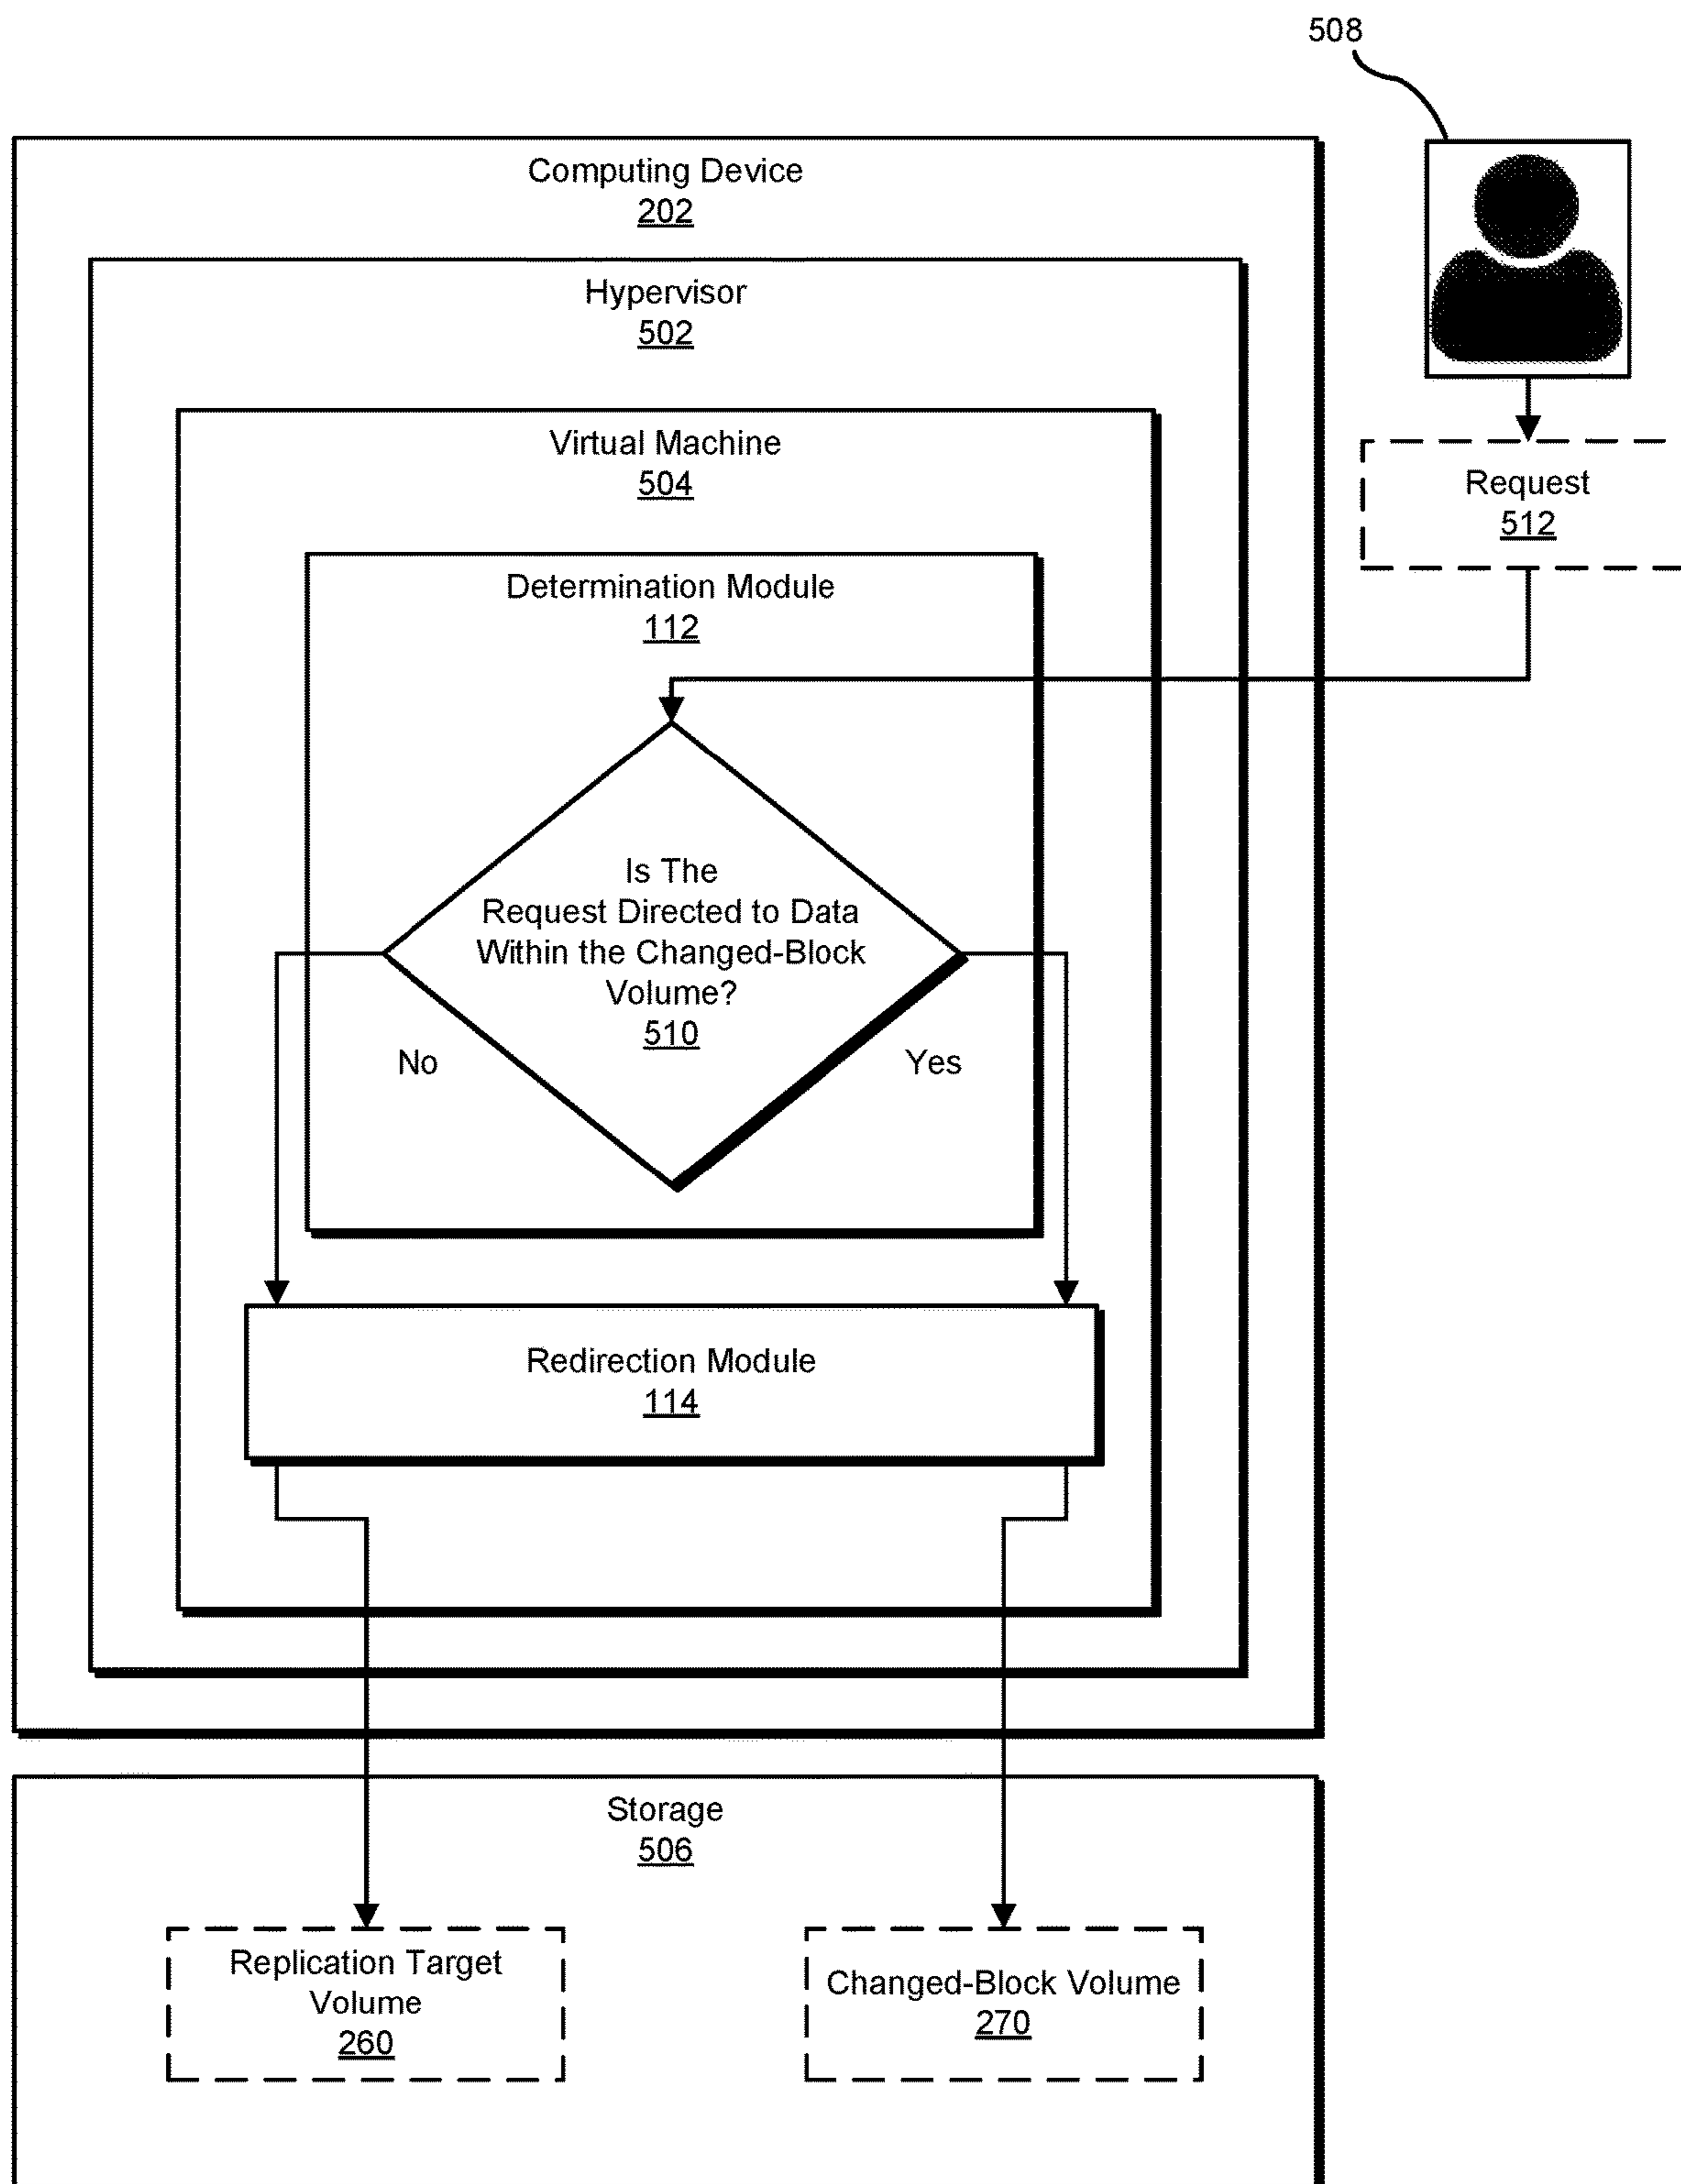 508
Computing Device
202
Hypervisor
502
Virtual Machine
504
Request
512
Determination Module
112
Is The
Request Directed to Data
Within the Changed-Block
Volume?
510
No
Yes
Redirection Module
114
Storage
506
Replication Target
Volume
260
Changed-Block Volume
270